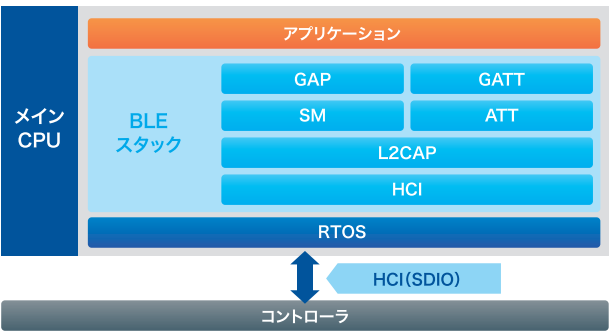 アプリケーション
メイン
CPU
BLE
スタック
GAP
GATT
SM
ATT
L2CAP
HCI
RTOS
HCI(SDIO)
コントローラ